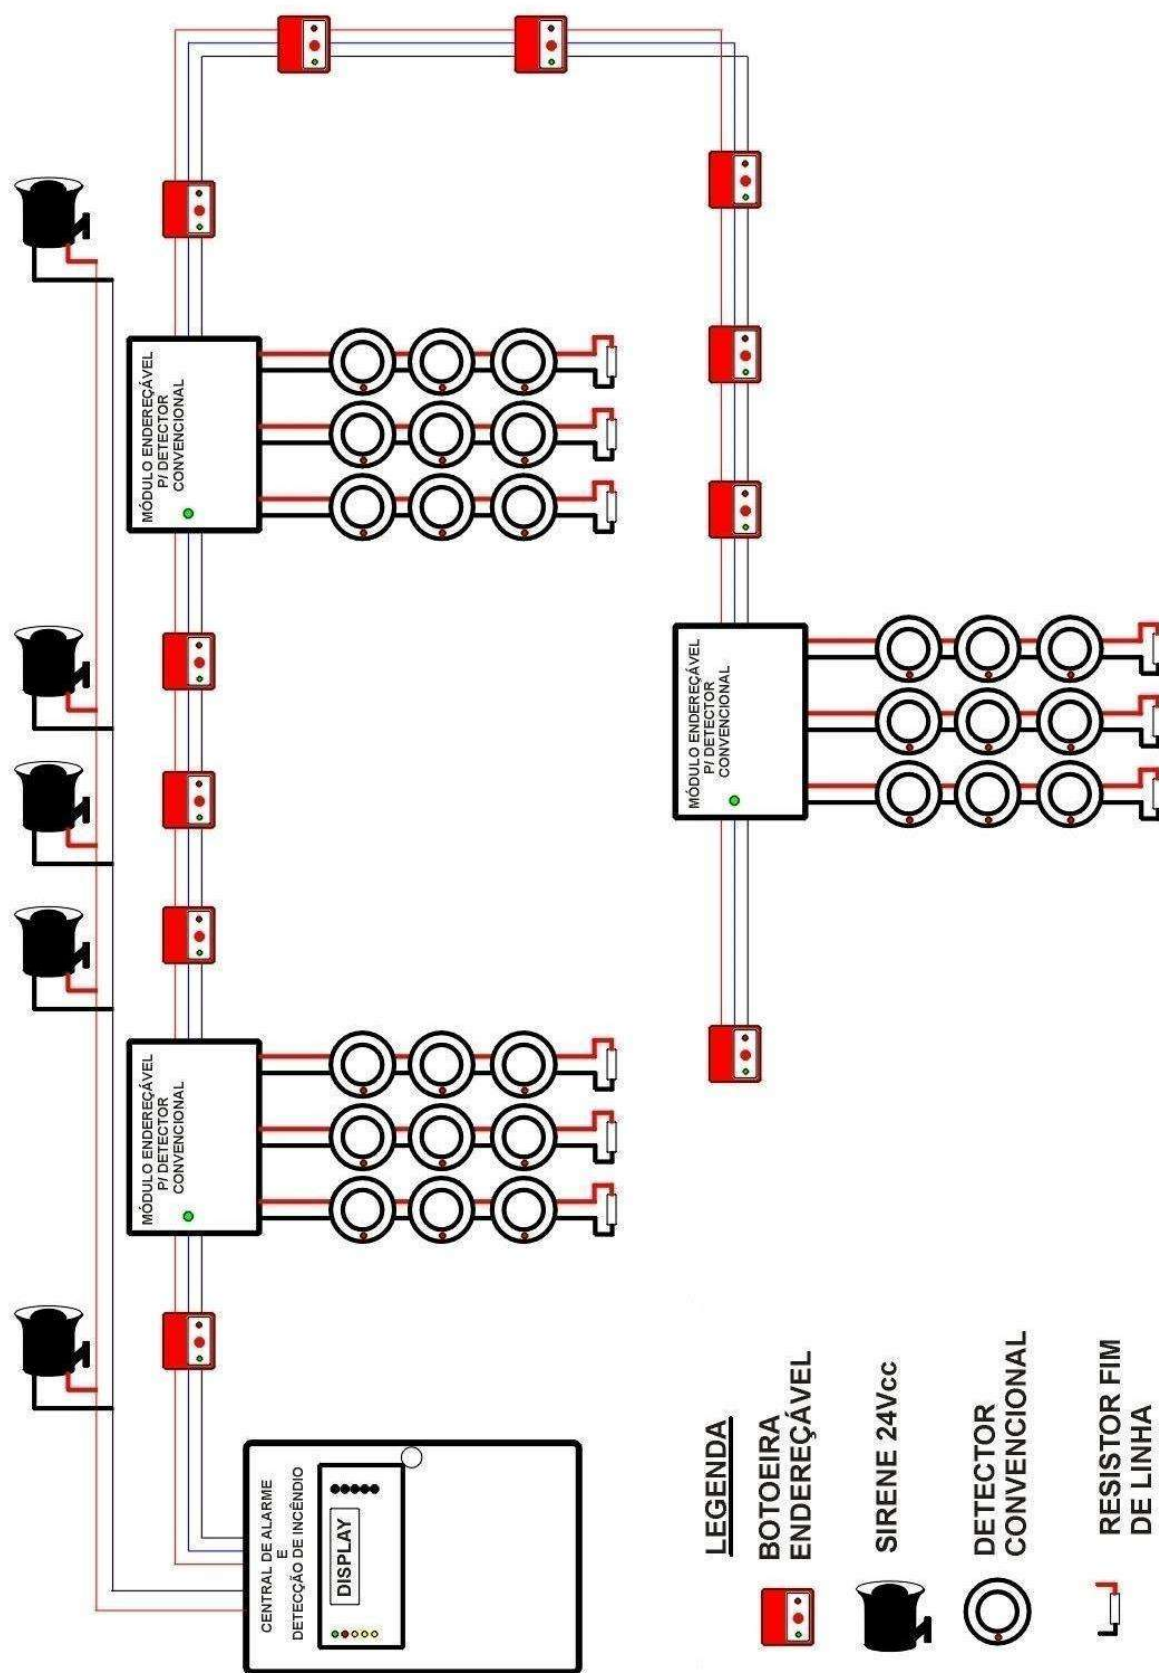 MÓDULO ENDEREÇÁVEL
P/ DETECTOR
CONVENCIONAL
MÓDULO ENDEREÇÁVEL
P/ DETECTOR
CONVENCIONAL
MÓDULO ENDEREÇÁVEL
P/ DETECTOR
CONVENCIONAL
CENTRAL DE ALARME
E
DETECÇÃO DE INCÊNDIO
DISPLAY
LEGENDA
BOTOEIRA
ENDEREÇÁVEL
SIRENE 24Vcc
DETECTOR
CONVENCIONAL
RESISTOR FIM
DE LINHA